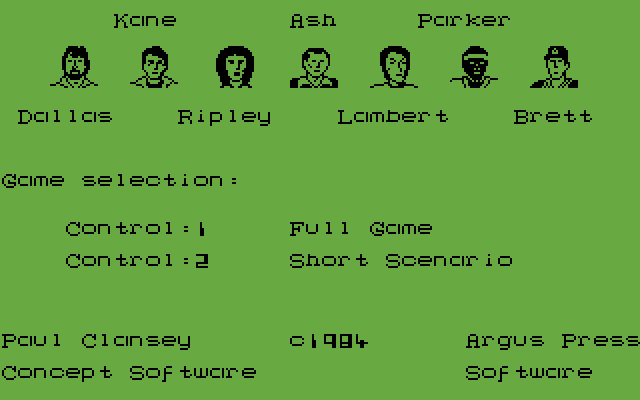 Kane Ash Parker
Dallas Ripley Lambert Brett
Game selection:
Control:1 Full Game
Control:2 Short Scenario
Paul Clansey c1984 Argus Press
Concept Software Software